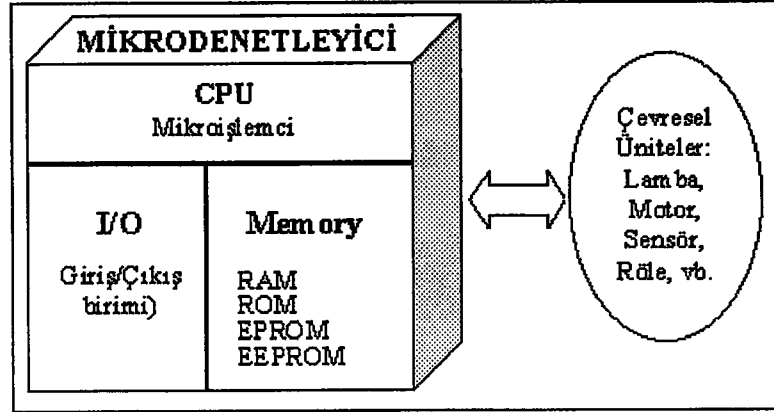 MİKRODENETLEYİCİ
CPU
Mikroişlemci
I/O
Giriş/Çıkış
birimi)
Memory
RAM
ROM
EPROM
EEPROM
Çevresel
Üniteler:
Lamba,
Motor,
Sensör,
Röle, vb.